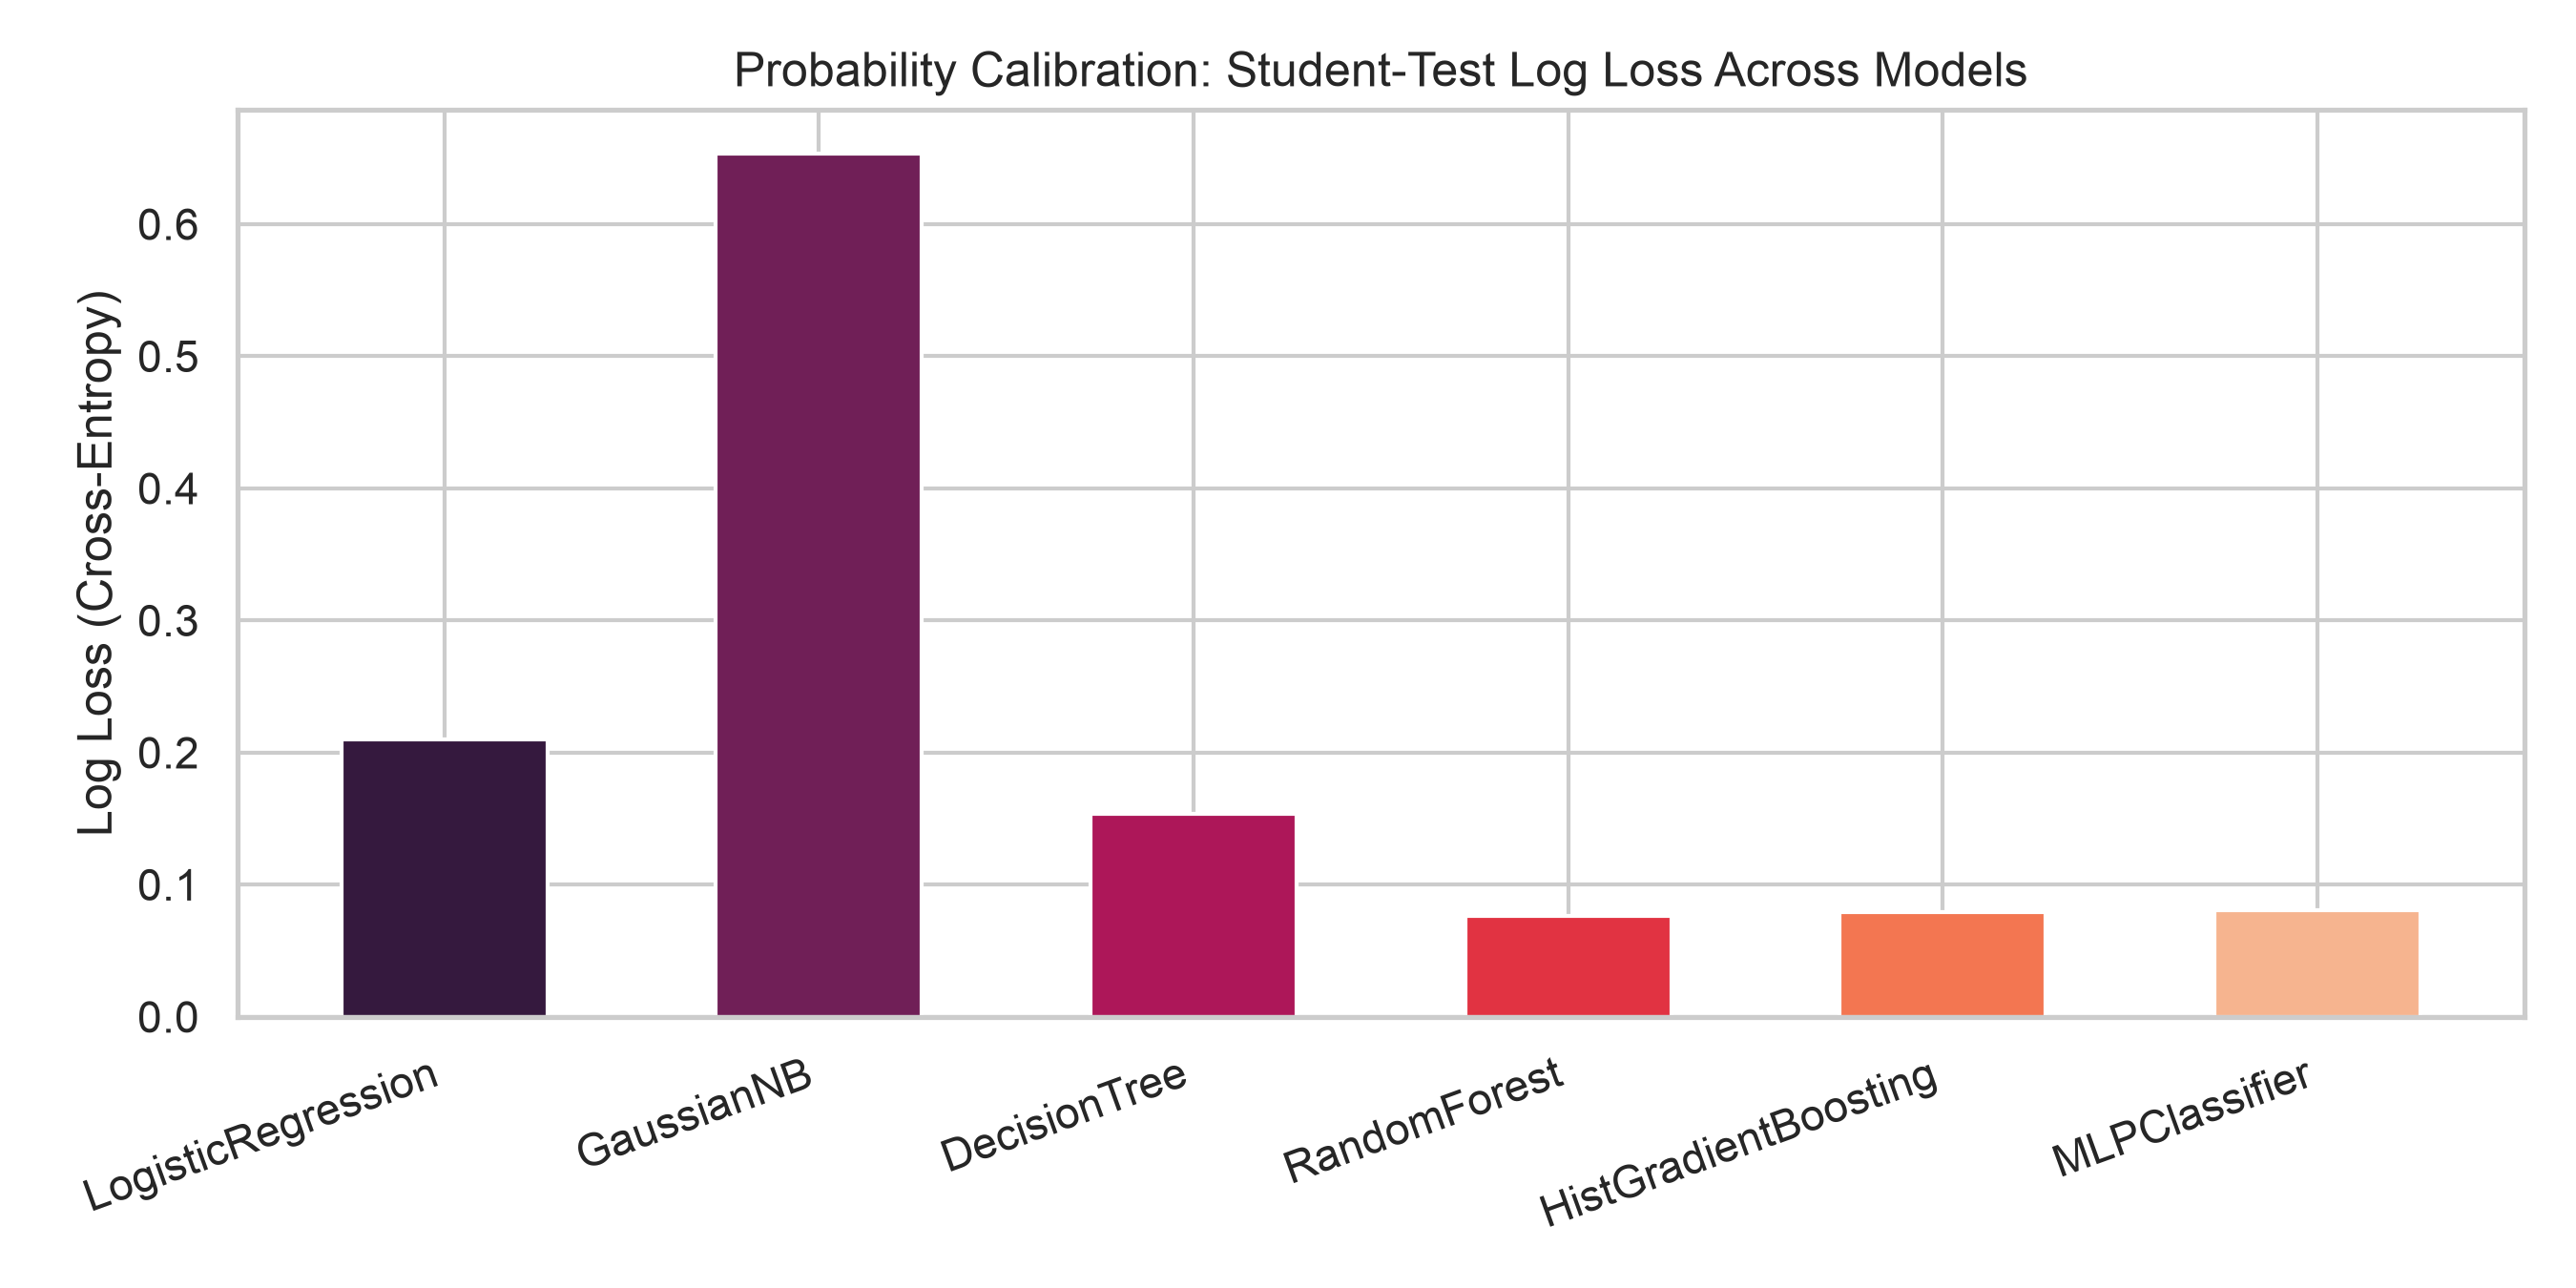 Probability Calibration: Student-Test Log Loss Across Models
Log Loss (Cross-Entropy)
0.6
0.5
0.4
0.3
0.2
0.1
0.0
LogisticRegression
GaussianNB
DecisionTree
RandomForest
HistGradientBoosting
MLPClassifier